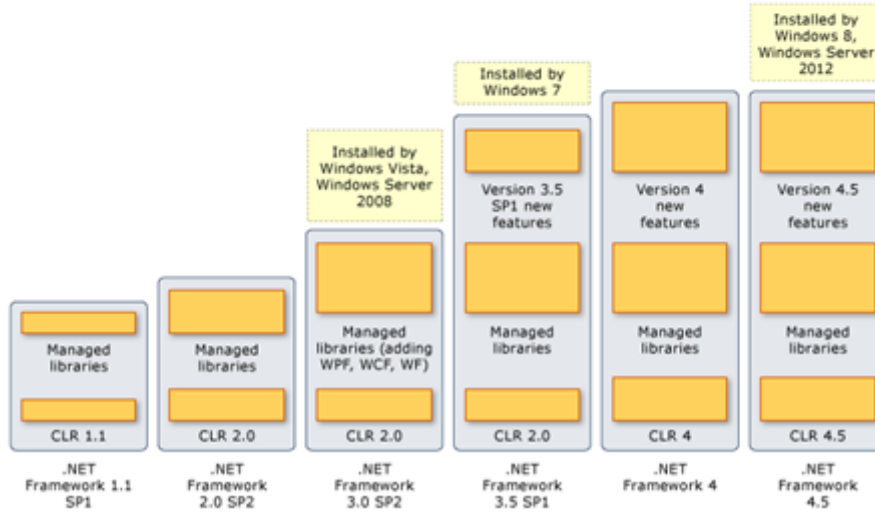 Installed by
Windows 8,
Windows Server
2012
Installed by
Windows 7
Installed by
Windows Vista,
Windows Server
2008
Version 3.5
SP1 new
features
Version 4
new
features
Version 4.5
new
features
Managed
libraries
Managed
libraries
Managed
libraries (adding
WPF, WCF, WF)
Managed
libraries
Managed
libraries
Managed
libraries
CLR 1.1
CLR 2.0
CLR 2.0
CLR 2.0
CLR 4
CLR 4.5
.NET
Framework 1.1
SP1
.NET
Framework
2.0 SP2
.NET
Framework
3.0 SP2
.NET
Framework
3.5 SP1
.NET
Framework 4
.NET
Framework
4.5